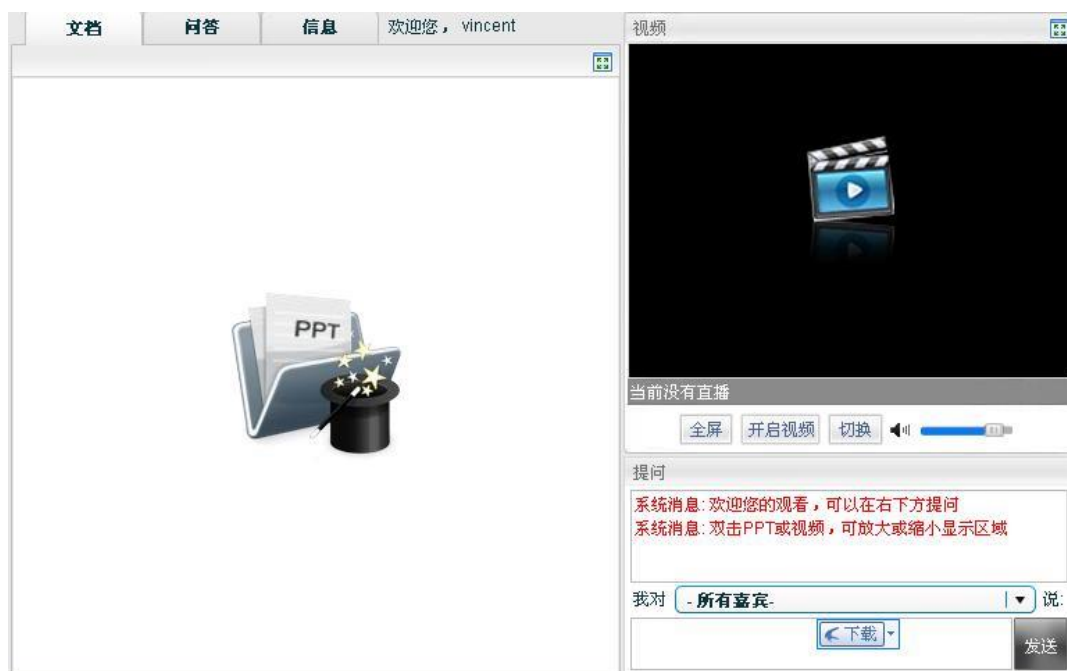 文档
问答
信息
欢迎您，vincent
视频
PPT
当前没有直播
全屏
开启视频
切换
提问
系统消息:欢迎您的观看，可以在右下方提问
系统消息:双击PPT或视频，可放大或缩小显示区域
我对
-所有嘉宾-
说:
下载
发送